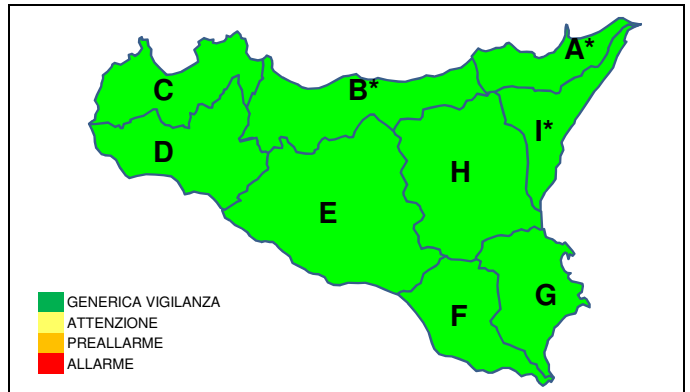 A*
C
B*
I*
D
H
E
G
F
GENERICA VIGILANZA
ATTENZIONE
PREALLARME
ALLARME